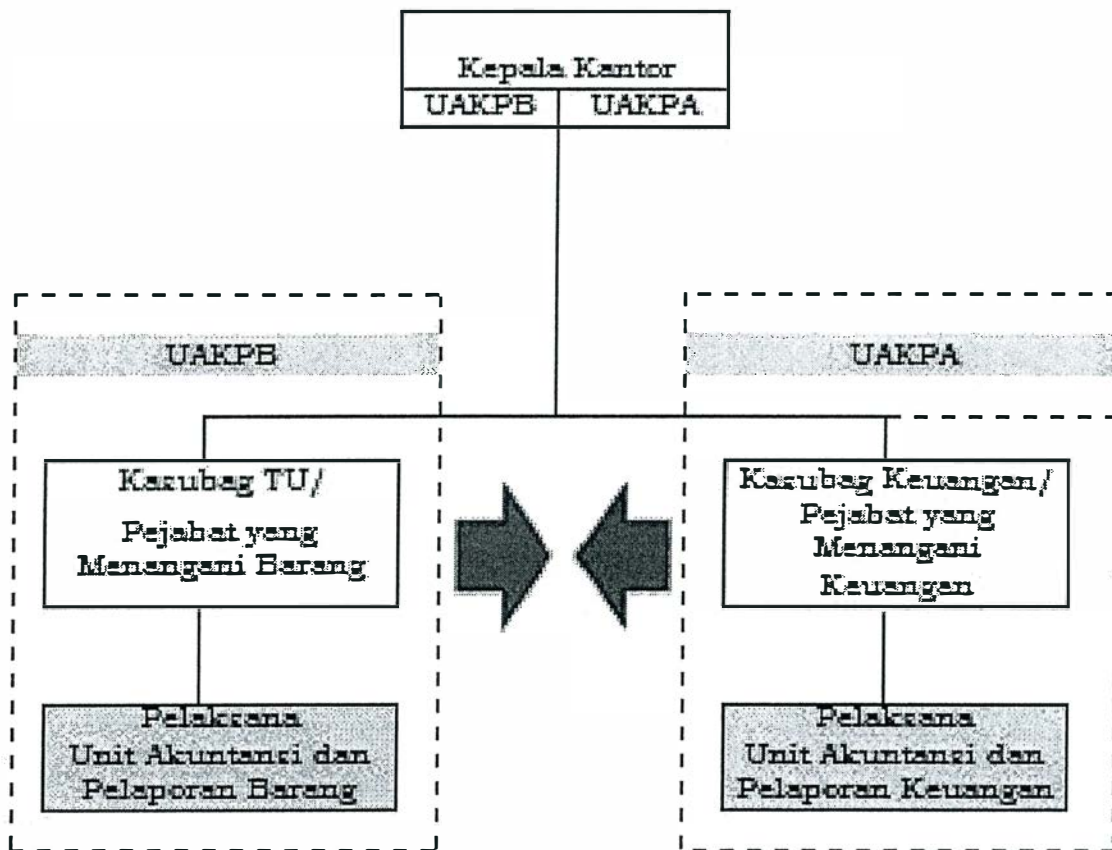 Kepala Kantor
UAKPB UAKPA
UAKPB
UAKPA
Kasubag TU/
Pejabat yang
Menangani Barang
Kasubag Keuangan/
Pejabat yang
Menangani
Keuangan
Pelaksana
Unit Akuntansi dan
Pelaporan Barang
Pelaksana
Unit Akuntansi dan
Pelaporan Keuangan